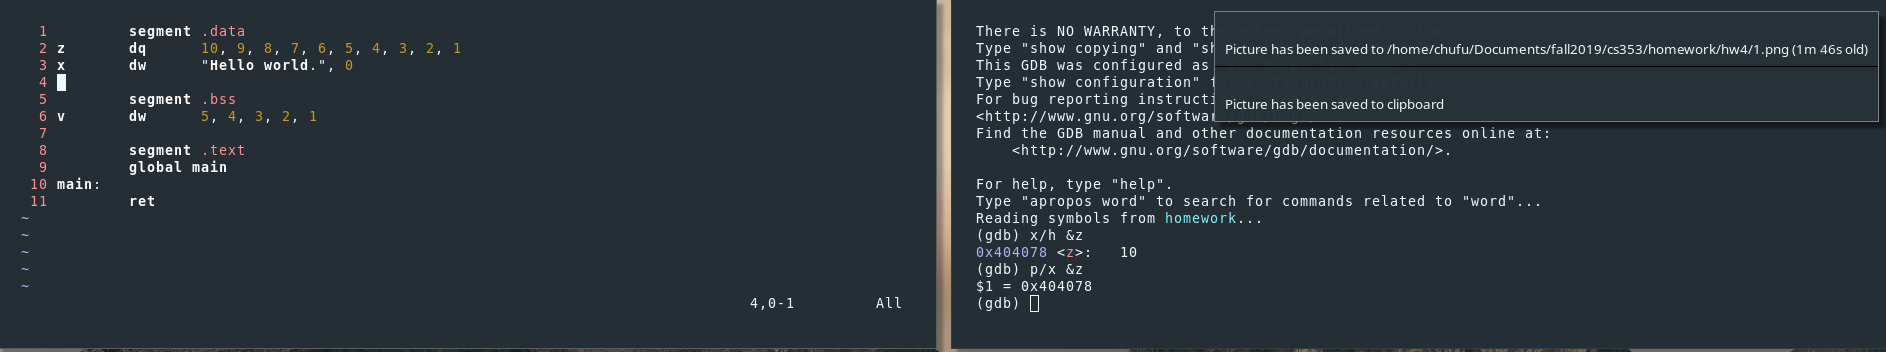 1 segment .data
2 z dq 10, 9, 8, 7, 6, 5, 4, 3, 2, 1
3 x dw "Hello world.", 0
4
5 segment .bss
6 v dw 5, 4, 3, 2, 1
7
8 segment .text
9 global main
10 main:
11 ret
~
~
~
~
~
4,0-1 All
There is NO WARRANTY, to th
Type "show copying" and "sh
This GDB was configured as
Type "show configuration" f
For bug reporting instructi
<http://www.gnu.org/softwar
Find the GDB manual and other documentation resources online at:
<http://www.gnu.org/software/gdb/documentation/>.
For help, type "help".
Type "apropos word" to search for commands related to "word"...
Reading symbols from homework...
(gdb) x/h &z
0x404078 <z>: 10
(gdb) p/x &z
$1 = 0x404078
(gdb)
Picture has been saved to /home/chufu/Documents/fall2019/cs353/homework/hw4/1.png (1m 46s old)
Picture has been saved to clipboard